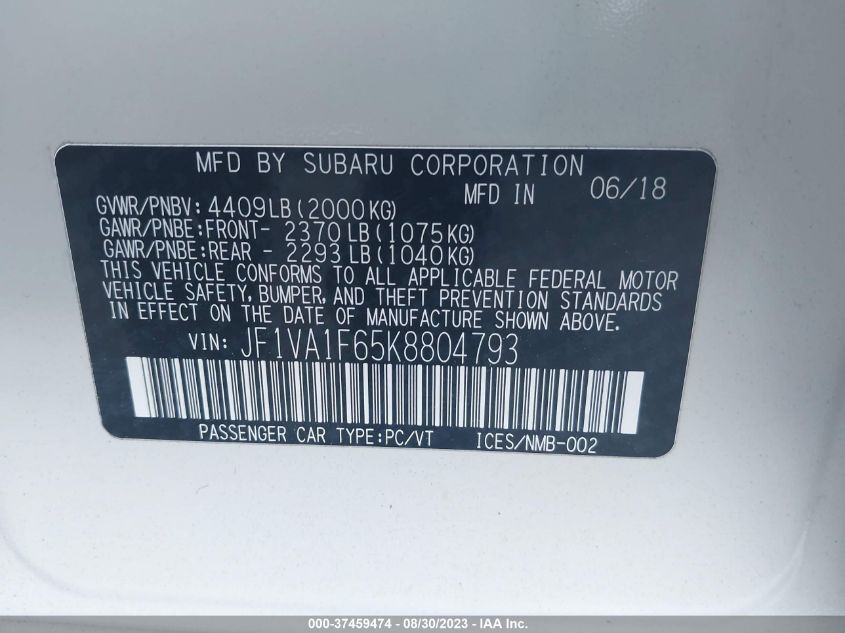 MFD BY SUBARU CORPORATION
MFD IN 06/18
GVWR/PNBV: 4409LB(2000KG)
GAWR/PNBE:FRONT- 2370LB(1075KG)
GAWR/PNBE:REAR - 2293LB(1040KG)
THIS VEHICLE CONFORMS TO ALL APPLICABLE FEDERAL MOTOR
VEHICLE SAFETY, BUMPER, AND THEFT PREVENTION STANDARDS
IN EFFECT ON THE DATE OF MANUFACTURE SHOWN ABOVE.
VIN: JF1VA1F65K8804793
PASSENGER CAR TYPE:PC/VT ICES/NMB-002
000-37459474 - 08/30/2023 - IAA Inc.